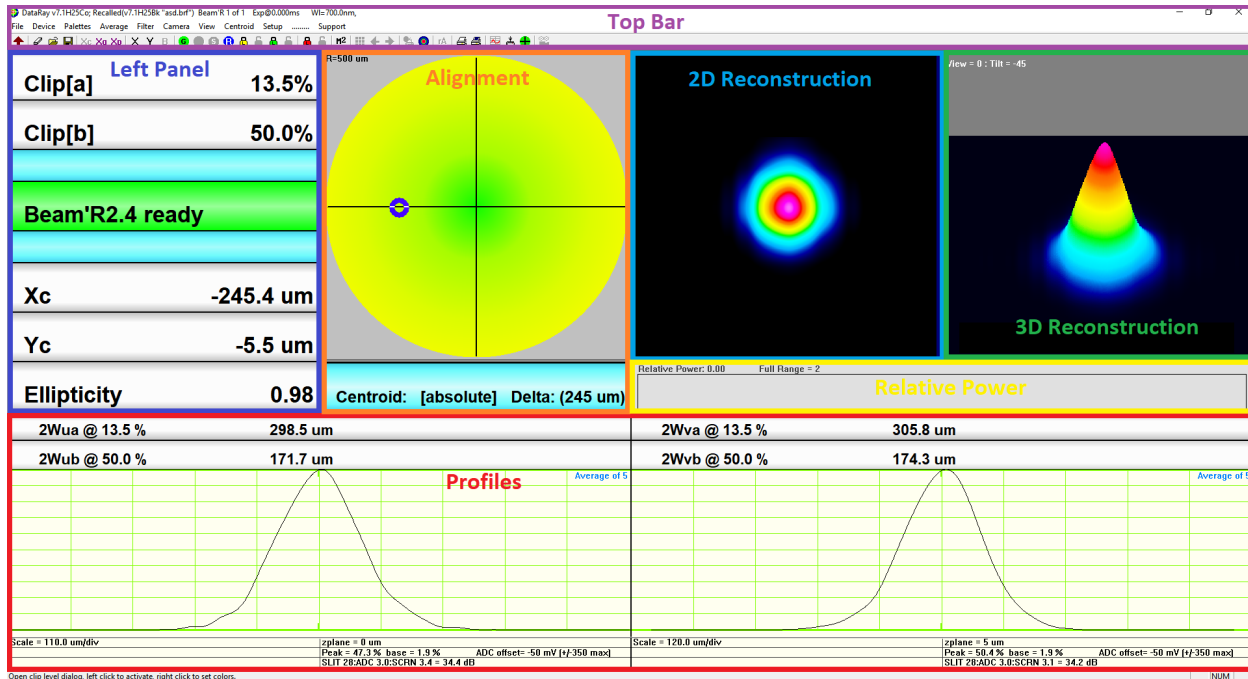 DataRay v7.1H25Co; Recalled(v7.1H25Bk "asd.brf") Beam'R 1 of 1 Exp@0.000ms WI=700.0nm,
Top Bar
File Device Palettes Average Filter Camera View Centroid Setup ........ Support
Xc Xg Xp X Y B G S R M2 rA
Left Panel
Clip[a] 13.5%
Clip[b] 50.0%
Beam'R2.4 ready
Xc -245.4 um
Yc -5.5 um
Ellipticity 0.98
R=500 um
Alignment
Centroid: [absolute] Delta: (245 um)
2D Reconstruction
View = 0 : Tilt = -45
3D Reconstruction
Relative Power: 0.00 Full Range = 2
Relative Power
2Wua @ 13.5 % 298.5 um
2Wub @ 50.0 % 171.7 um
2Wva @ 13.5 % 305.8 um
2Wvb @ 50.0 % 174.3 um
Profiles
Average of 5
Average of 5
Scale = 110.0 um/div
zplane = 0 um
Peak = 47.3 % base = 1.9 % ADC offset= -50 mV (+/-350 max)
SLIT 28:ADC 3.0:SCRN 3.4 = 34.4 dB
Scale = 120.0 um/div
zplane = 5 um
Peak = 50.4 % base = 1.9 % ADC offset= -50 mV (+/-350 max)
SLIT 28:ADC 3.0:SCRN 3.1 = 34.2 dB
Open clip level dialog, left click to activate, right click to set colors.
NUM